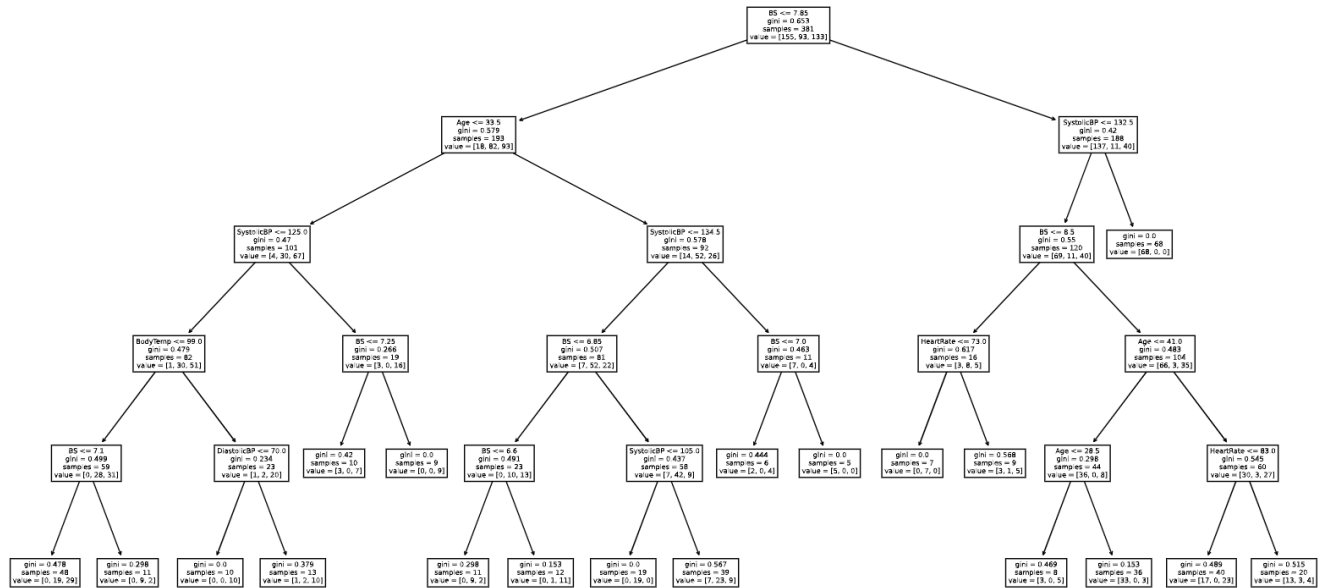 BS <= 7.85
gini = 0.653
samples = 381
value = [155, 93, 133]
Age <= 33.5
gini = 0.579
samples = 193
value = [18, 82, 93]
SystolicBP <= 132.5
gini = 0.42
samples = 188
value = [137, 11, 40]
SystolicBP <= 125.0
gini = 0.47
samples = 101
value = [4, 30, 67]
SystolicBP <= 134.5
gini = 0.578
samples = 92
value = [14, 52, 26]
BS <= 8.5
gini = 0.55
samples = 120
value = [69, 11, 40]
gini = 0.0
samples = 68
value = [68, 0, 0]
BodyTemp <= 99.0
gini = 0.479
samples = 82
value = [1, 30, 51]
BS <= 7.25
gini = 0.266
samples = 19
value = [3, 0, 16]
BS <= 6.85
gini = 0.507
samples = 81
value = [7, 52, 22]
BS <= 7.0
gini = 0.463
samples = 11
value = [7, 0, 4]
HeartRate <= 73.0
gini = 0.617
samples = 16
value = [3, 8, 5]
Age <= 41.0
gini = 0.483
samples = 104
value = [66, 3, 35]
BS <= 7.1
gini = 0.499
samples = 59
value = [0, 28, 31]
DiastolicBP <= 70.0
gini = 0.234
samples = 23
value = [1, 2, 20]
gini = 0.42
samples = 10
value = [3, 0, 7]
gini = 0.0
samples = 9
value = [0, 0, 9]
BS <= 6.6
gini = 0.491
samples = 23
value = [0, 10, 13]
SystolicBP <= 105.0
gini = 0.437
samples = 58
value = [7, 42, 9]
gini = 0.444
samples = 6
value = [2, 0, 4]
gini = 0.0
samples = 5
value = [5, 0, 0]
gini = 0.0
samples = 7
value = [0, 7, 0]
gini = 0.568
samples = 9
value = [3, 1, 5]
Age <= 28.5
gini = 0.298
samples = 44
value = [36, 0, 8]
HeartRate <= 83.0
gini = 0.545
samples = 60
value = [30, 3, 27]
gini = 0.478
samples = 48
value = [0, 19, 29]
gini = 0.298
samples = 11
value = [0, 9, 2]
gini = 0.0
samples = 10
value = [0, 0, 10]
gini = 0.379
samples = 13
value = [1, 2, 10]
gini = 0.298
samples = 11
value = [0, 9, 2]
gini = 0.153
samples = 12
value = [0, 1, 11]
gini = 0.0
samples = 19
value = [0, 19, 0]
gini = 0.567
samples = 39
value = [7, 23, 9]
gini = 0.469
samples = 8
value = [3, 0, 5]
gini = 0.153
samples = 36
value = [33, 0, 3]
gini = 0.489
samples = 40
value = [17, 0, 23]
gini = 0.515
samples = 20
value = [13, 3, 4]